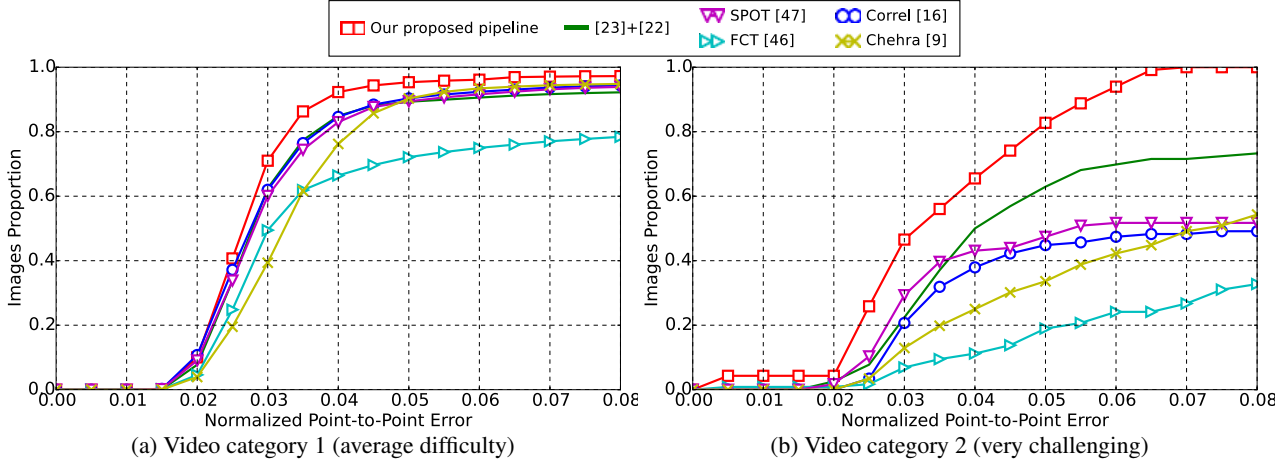 Our proposed pipeline
[23]+[22]
SPOT [47]
FCT [46]
Correl [16]
Chehra [9]
1.0
0.8
0.6
0.4
0.2
0.0
Images Proportion
0.00 0.01 0.02 0.03 0.04 0.05 0.06 0.07 0.08
Normalized Point-to-Point Error
(a) Video category 1 (average difficulty)
1.0
0.8
0.6
0.4
0.2
0.0
Images Proportion
0.00 0.01 0.02 0.03 0.04 0.05 0.06 0.07 0.08
Normalized Point-to-Point Error
(b) Video category 2 (very challenging)